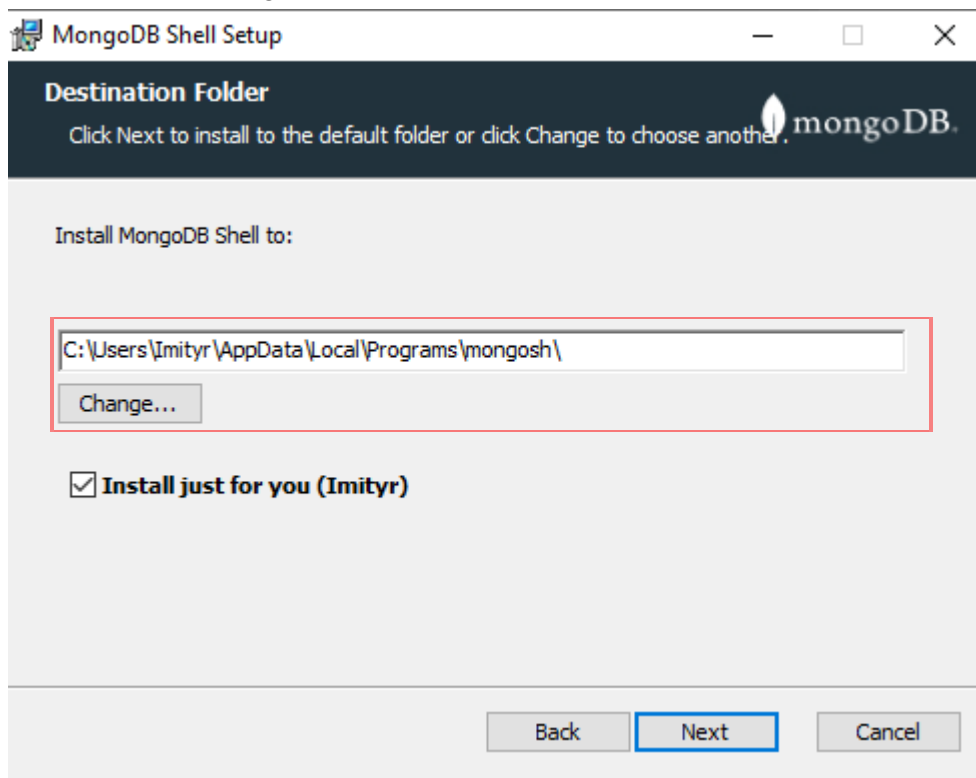 MongoDB Shell Setup
Destination Folder
Click Next to install to the default folder or click Change to choose another.
mongoDB.
Install MongoDB Shell to:
C:\Users\Imityr\AppData\Local\Programs\mongosh\
Change...
Install just for you (Imityr)
Back Next Cancel